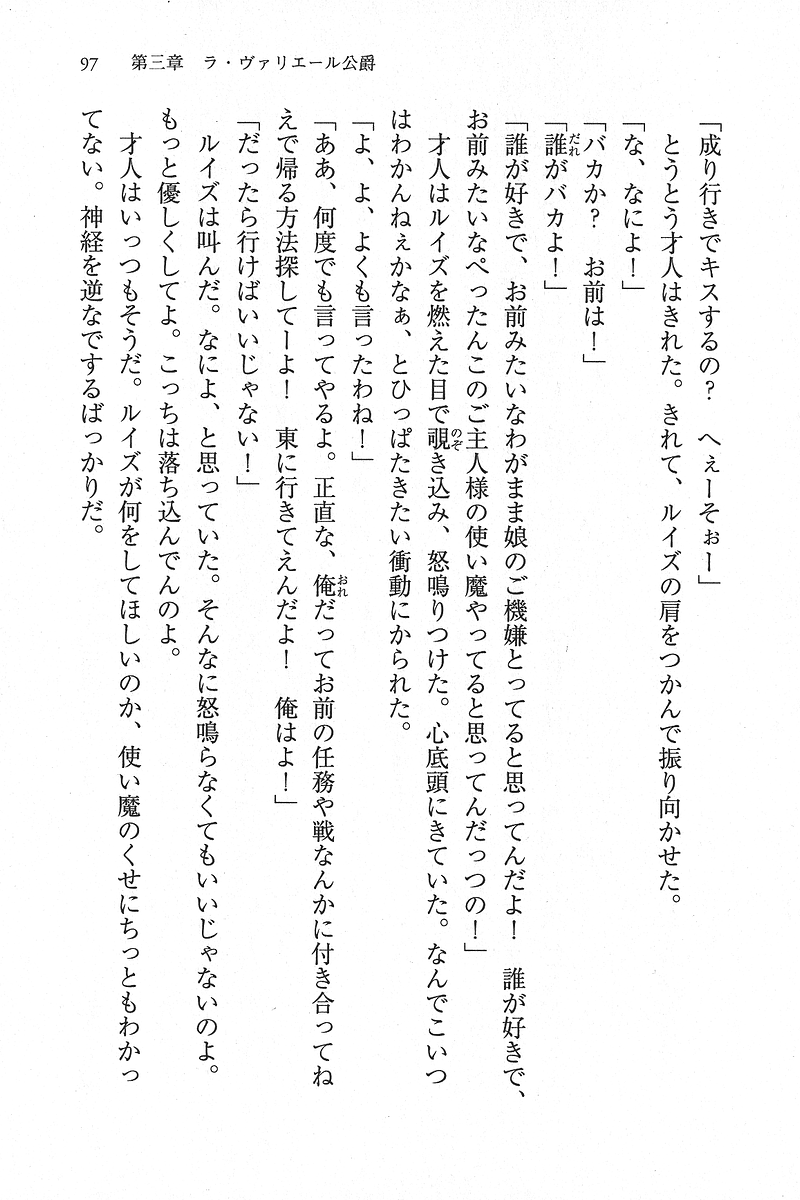 97 第三章 ラ・ヴァリエール公爵
「成り行きでキスするの？　へぇーそぉー」
　とうとう才人はきれた。きれて、ルイズの肩をつかんで振り向かせた。
「な、なによ！」
「バカか？　お前は！」
「誰がバカよ！」
「誰が好きで、お前みたいなわがまま娘のご機嫌とってると思ってんだよ！　誰が好きで、
お前みたいなぺったんこのご主人様の使い魔やってると思ってんだっつの！」
　才人はルイズを燃えた目で覗き込み、怒鳴りつけた。心底頭にきていた。なんでこいつ
はわかんねぇかなぁ、とひっぱたきたい衝動にかられた。
「よ、よ、よくも言ったわね！」
「ああ、何度でも言ってやるよ。正直な、俺だってお前の任務や戦なんかに付き合ってね
えで帰る方法探してーよ！　東に行きてえんだよ！　俺はよ！」
「だったら行けばいいじゃない！」
　ルイズは叫んだ。なによ、と思っていた。そんなに怒鳴らなくてもいいじゃないのよ。
もっと優しくしてよ。こっちは落ち込んでんのよ。
　才人はいっつもそうだ。ルイズが何をしてほしいのか、使い魔のくせにちっともわかっ
てない。神経を逆なでするばっかりだ。